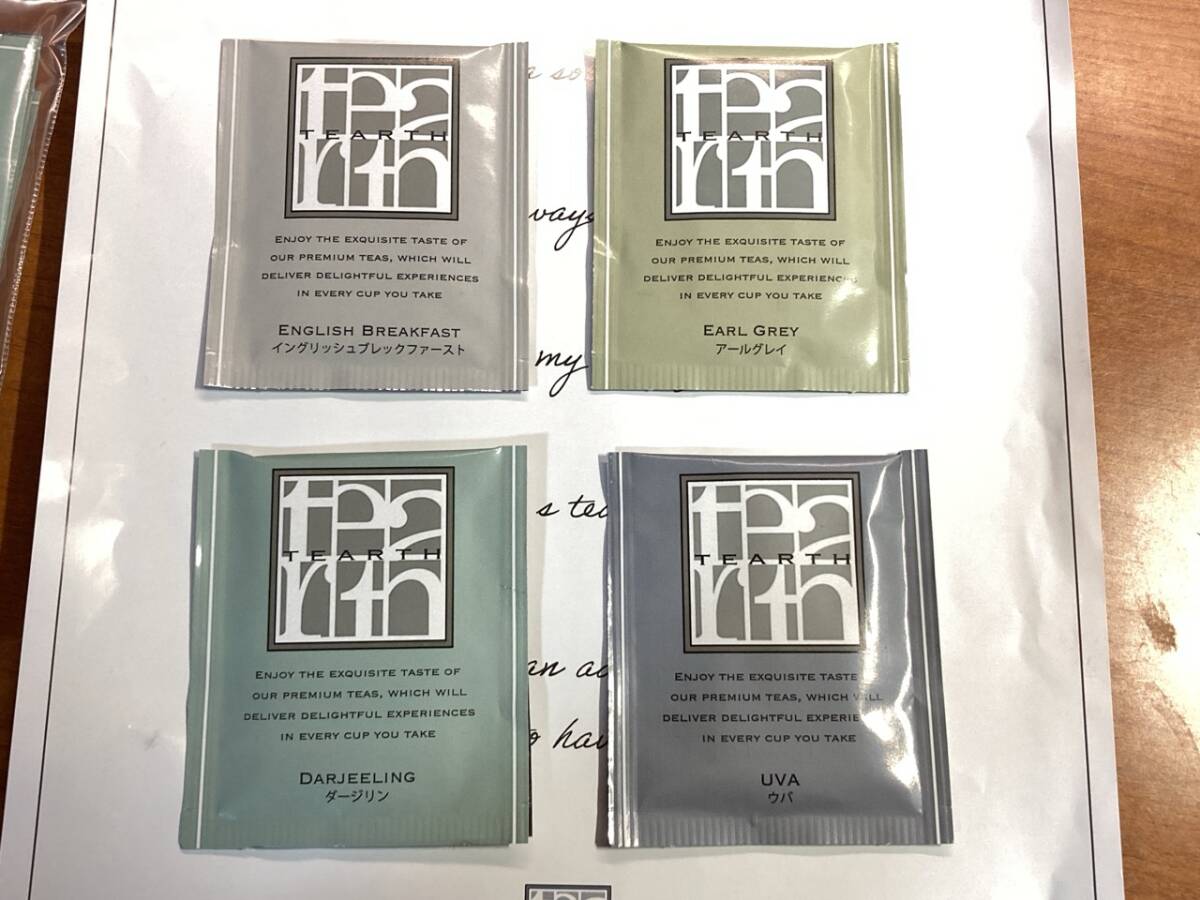 tearth
TEARTH
ENJOY THE EXQUISITE TASTE OF
OUR PREMIUM TEAS, WHICH WILL
DELIVER DELIGHTFUL EXPERIENCES
IN EVERY CUP YOU TAKE
ENGLISH BREAKFAST
イングリッシュブレックファースト
tearth
TEARTH
ENJOY THE EXQUISITE TASTE OF
OUR PREMIUM TEAS, WHICH WILL
DELIVER DELIGHTFUL EXPERIENCES
IN EVERY CUP YOU TAKE
EARL GREY
アールグレイ
my
tearth
TEARTH
ENJOY THE EXQUISITE TASTE OF
OUR PREMIUM TEAS, WHICH WILL
DELIVER DELIGHTFUL EXPERIENCES
IN EVERY CUP YOU TAKE
DARJEELING
ダージリン
tearth
TEARTH
ENJOY THE EXQUISITE TASTE
OUR PREMIUM TEAS, WHICH WILL
DELIVER DELIGHTFUL
IN EVERY CUP YOU TAKE
UVA
ウバ